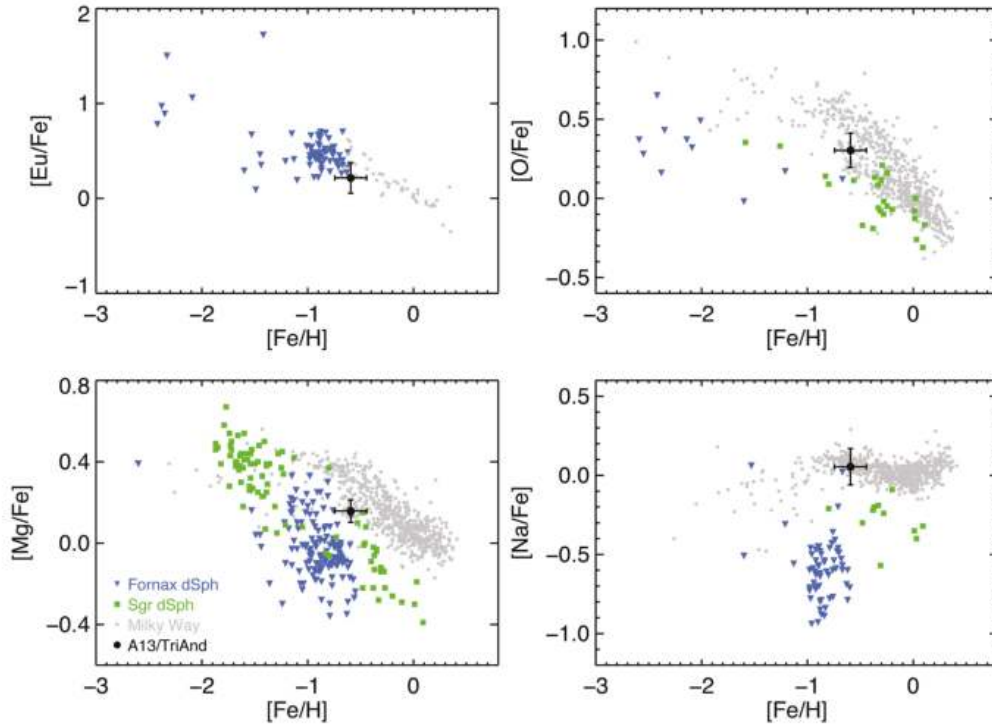 2
1
0
−1
[Eu/Fe]
−3 −2 −1 0
[Fe/H]
1.0
0.5
0.0
−0.5
[O/Fe]
−3 −2 −1 0
[Fe/H]
0.8
0.4
0.0
−0.4
[Mg/Fe]
Fornax dSph
Sgr dSph
Milky Way
A13/TriAnd
−3 −2 −1 0
[Fe/H]
0.5
0.0
−0.5
−1.0
[Na/Fe]
−3 −2 −1 0
[Fe/H]